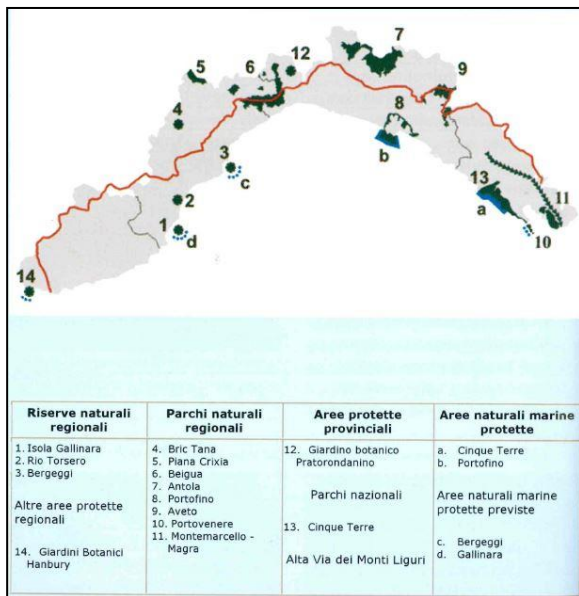 7
12
6
5
9
8
4
b
3
13
c
a
11
2
1
d
10
14
Riserve naturali
regionali
1. Isola Gallinara
2. Rio Torsero
3. Bergeggi
Altre aree protette
regionali
14. Giardini Botanici
Hanbury
Parchi naturali
regionali
4. Bric Tana
5. Piana Crixia
6. Beigua
7. Antola
8. Portofino
9. Aveto
10. Portovenere
11. Montemarcello -
Magra
Aree protette
provinciali
12. Giardino botanico
Pratorondanino
Parchi nazionali
13. Cinque Terre
Alta Via dei Monti Liguri
Aree naturali marine
protette
a. Cinque Terre
b. Portofino
Aree naturali marine
protette previste
c. Bergeggi
d. Gallinara